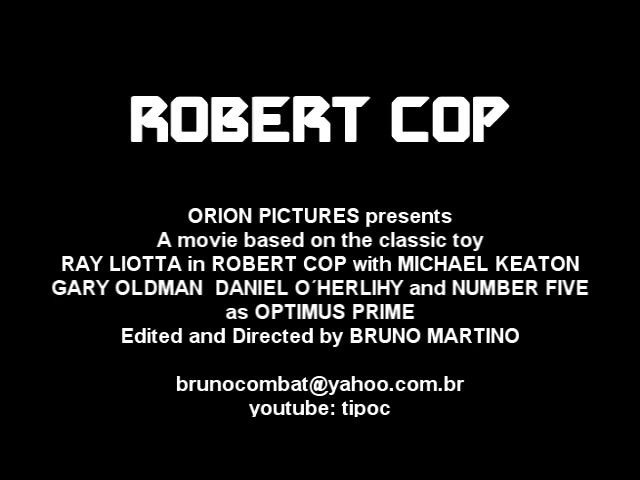 ROBERT COP
ORION PICTURES presents
A movie based on the classic toy
RAY LIOTTA in ROBERT COP with MICHAEL KEATON
GARY OLDMAN  DANIEL O´HERLIHY and NUMBER FIVE
as OPTIMUS PRIME
Edited and Directed by BRUNO MARTINO
brunocombat@yahoo.com.br
youtube: tipoc